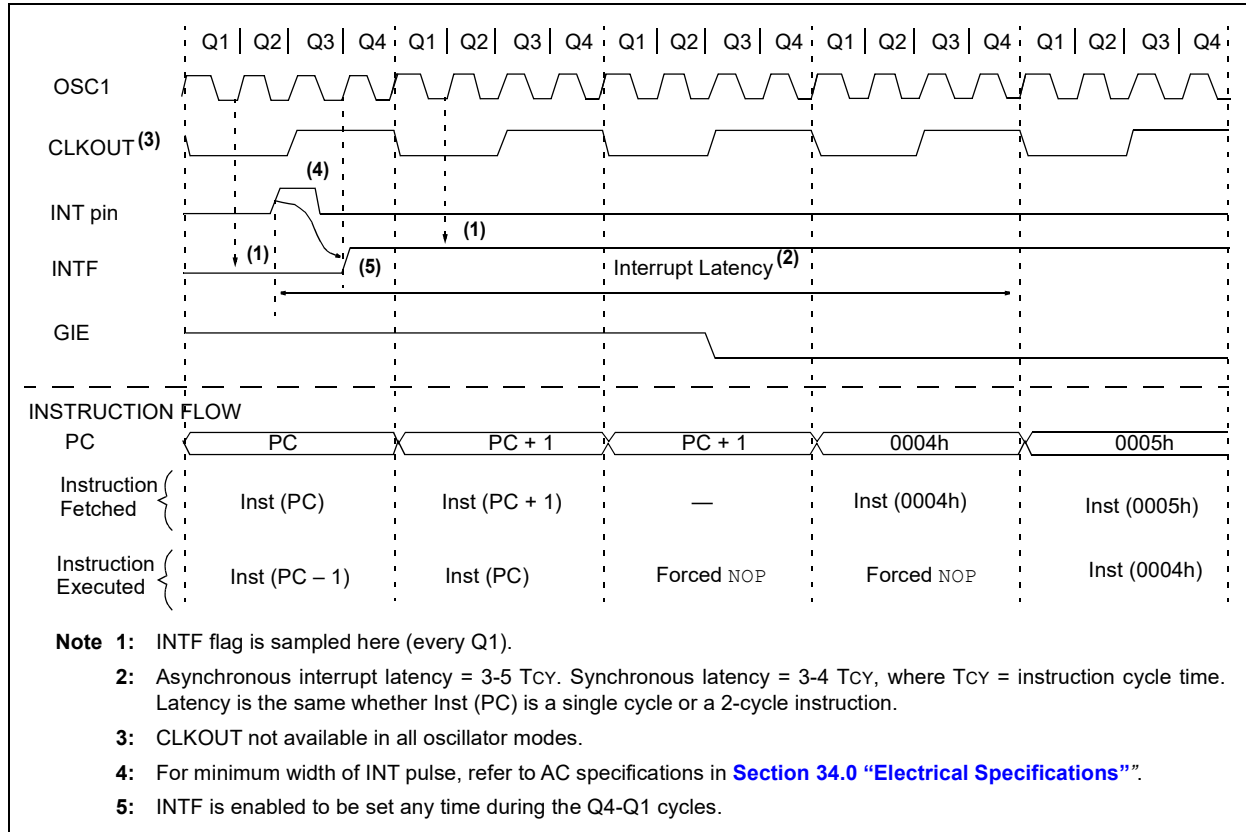 Q1 Q2 Q3 Q4 Q1 Q2 Q3 Q4 Q1 Q2 Q3 Q4 Q1 Q2 Q3 Q4 Q1 Q2 Q3 Q4
OSC1
CLKOUT (3)
(4)
INT pin
(1) (1)
INTF (5) Interrupt Latency (2)
GIE
INSTRUCTION FLOW
PC PC PC + 1 PC + 1 0004h 0005h
Instruction
Fetched Inst (PC) Inst (PC + 1) — Inst (0004h) Inst (0005h)
Instruction
Executed Inst (PC – 1) Inst (PC) Forced NOP Forced NOP Inst (0004h)
Note 1: INTF flag is sampled here (every Q1).
2: Asynchronous interrupt latency = 3-5 TCY. Synchronous latency = 3-4 TCY, where TCY = instruction cycle time.
Latency is the same whether Inst (PC) is a single cycle or a 2-cycle instruction.
3: CLKOUT not available in all oscillator modes.
4: For minimum width of INT pulse, refer to AC specifications in Section 34.0 “Electrical Specifications””.
5: INTF is enabled to be set any time during the Q4-Q1 cycles.